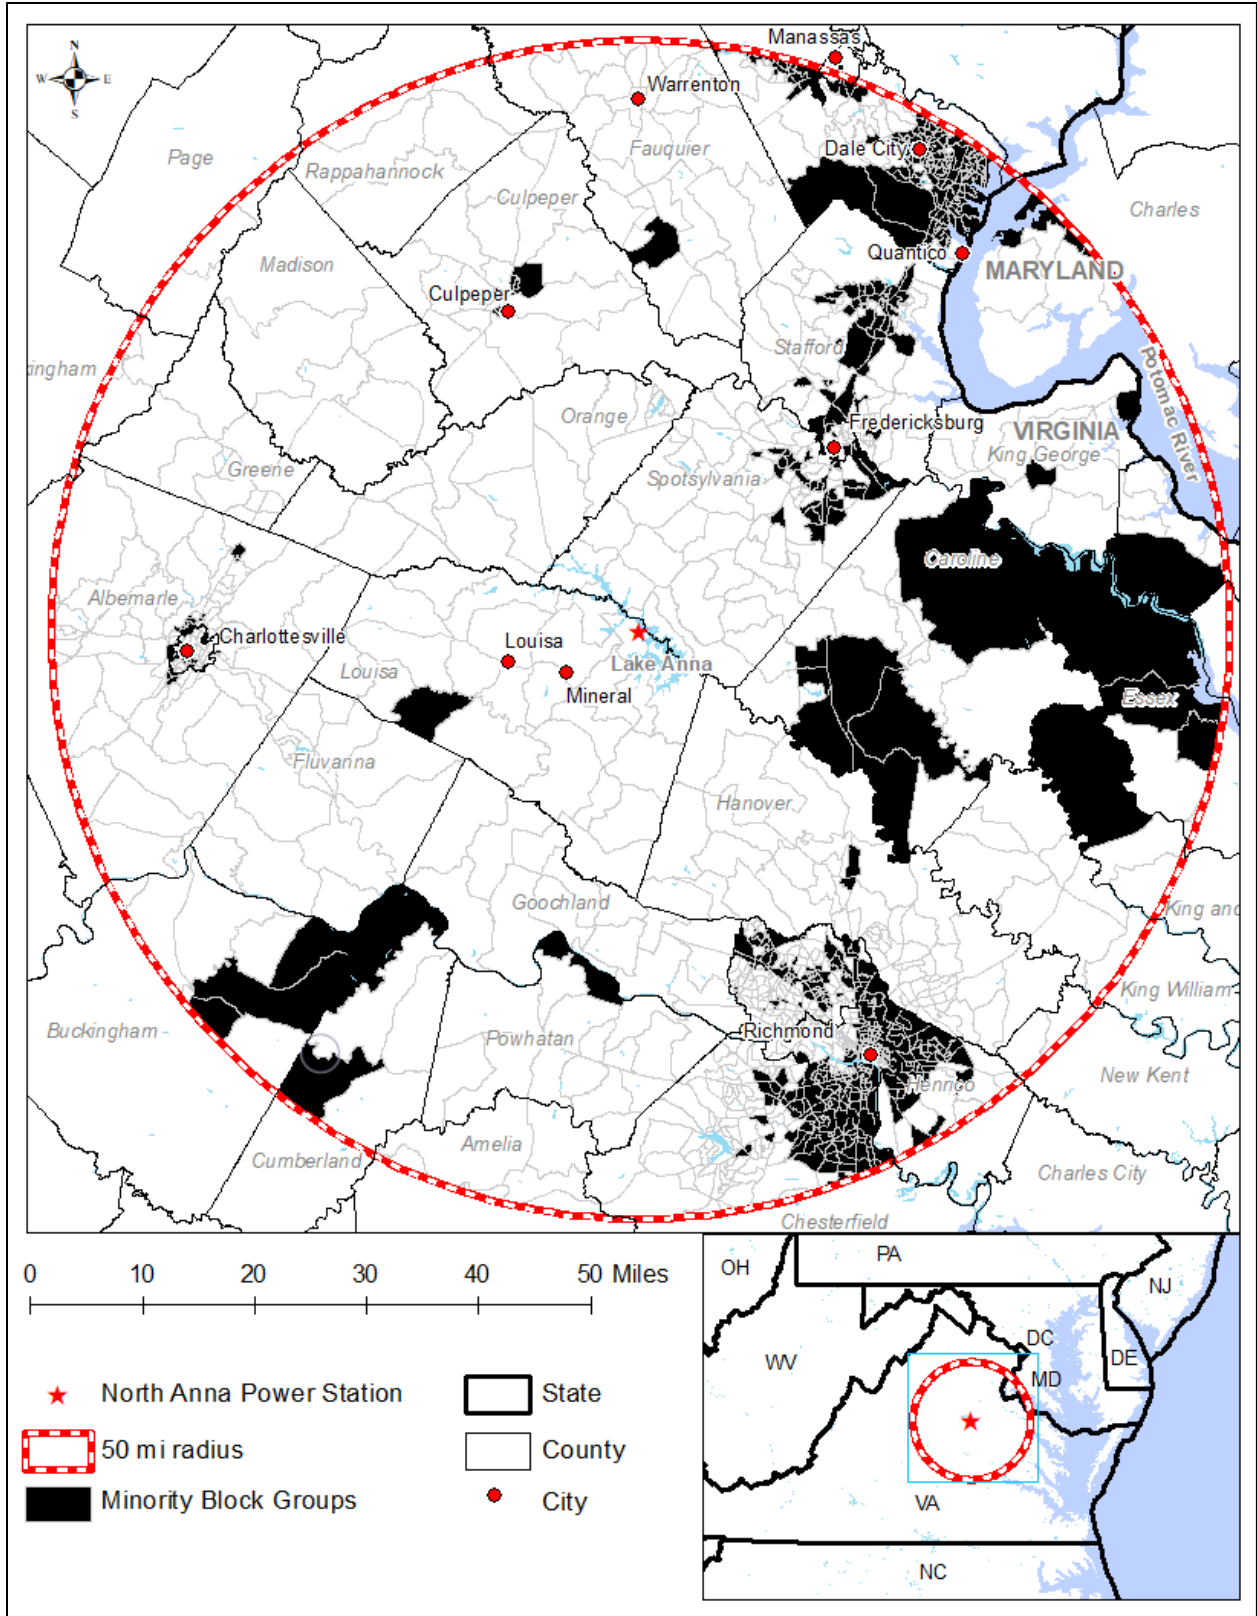 Manassas
N
W E
S
Warrenton
Dale City
Fauquier
Page
Rappahannock
Culpeper
Charles
Quantico
Madison
MARYLAND
Culpeper
Stafford
Potomac River
ingham
Orange
Fredericksburg
VIRGINIA
King George
Greene
Spotsylvania
Caroline
Albemarle
Charlottesville
Louisa
Lake Anna
Louisa
Mineral
Essex
Fluvanna
Hanover
Goochland
King and
King William
Buckingham
Powhatan
Richmond
Henrico
New Kent
Amelia
Cumberland
Charles City
Chesterfield
0 10 20 30 40 50 Miles
North Anna Power Station
50 mi radius
Minority Block Groups
State
County
City
OH
PA
NJ
DC
WV
DE
MD
VA
NC